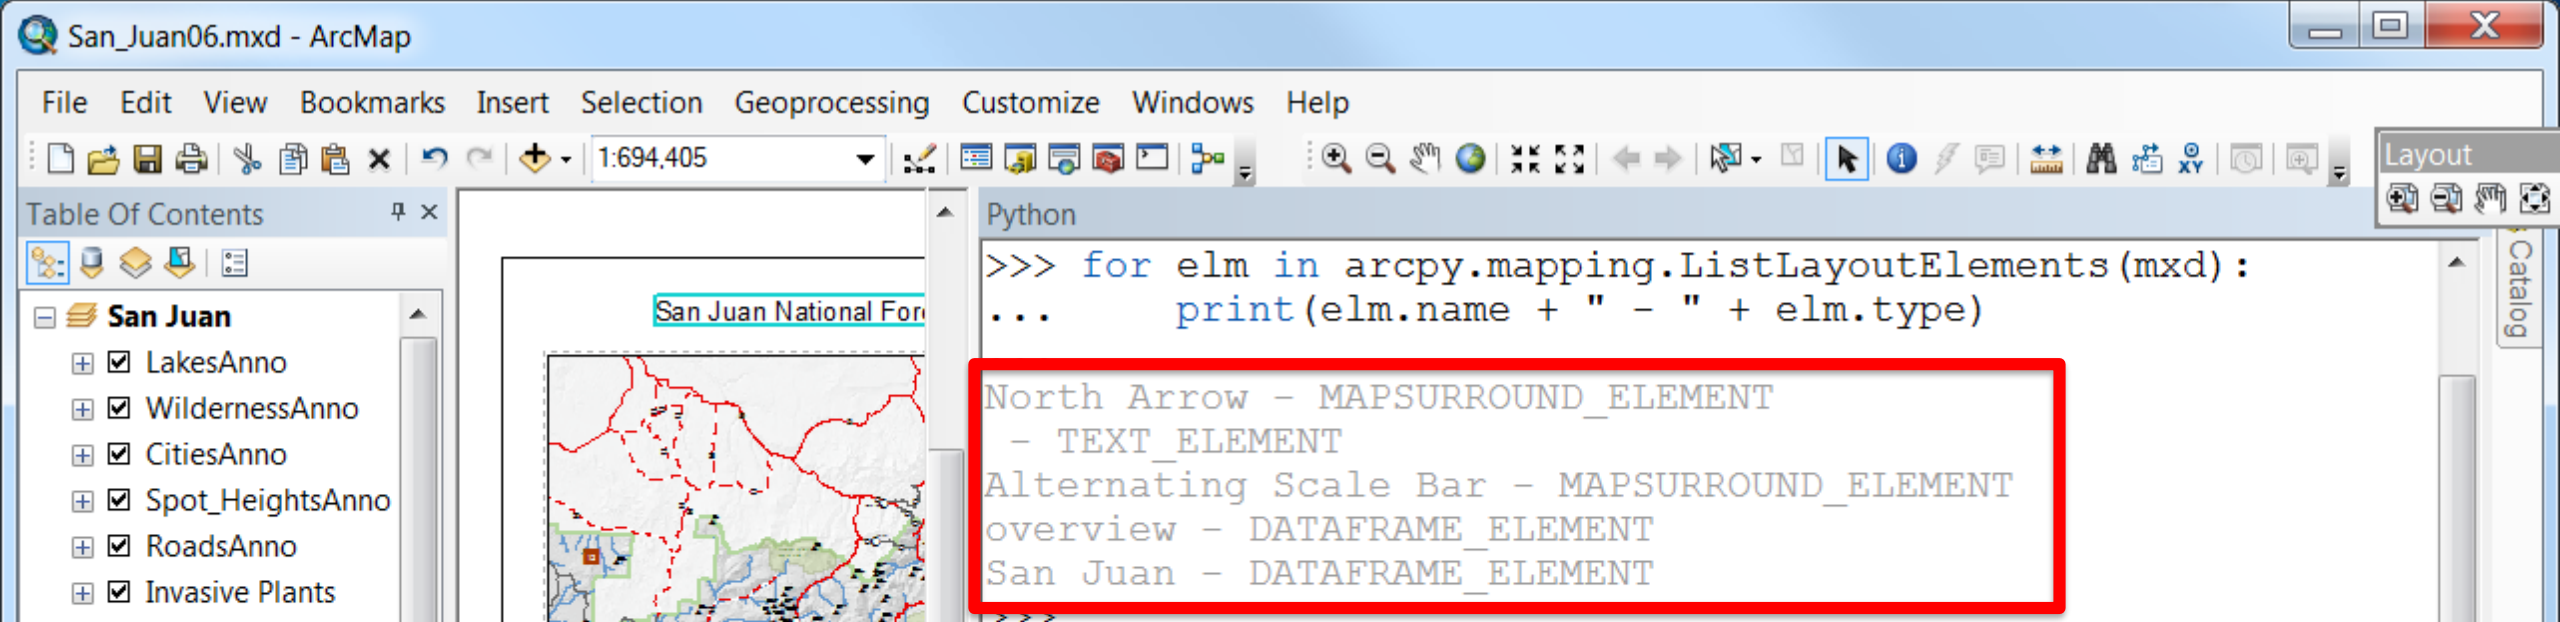 San_Juan06.mxd - ArcMap
File Edit View Bookmarks Insert Selection Geoprocessing Customize Windows Help
1:694,405
Layout
Table Of Contents
San Juan
LakesAnno
WildernessAnno
CitiesAnno
Spot_HeightsAnno
RoadsAnno
Invasive Plants
San Juan National Fore
Python
>>> for elm in arcpy.mapping.ListLayoutElements(mxd):
...     print(elm.name + " - " + elm.type)
North Arrow - MAPSURROUND_ELEMENT
 - TEXT_ELEMENT
Alternating Scale Bar - MAPSURROUND_ELEMENT
overview - DATAFRAME_ELEMENT
San Juan - DATAFRAME_ELEMENT
>>>
Catalog